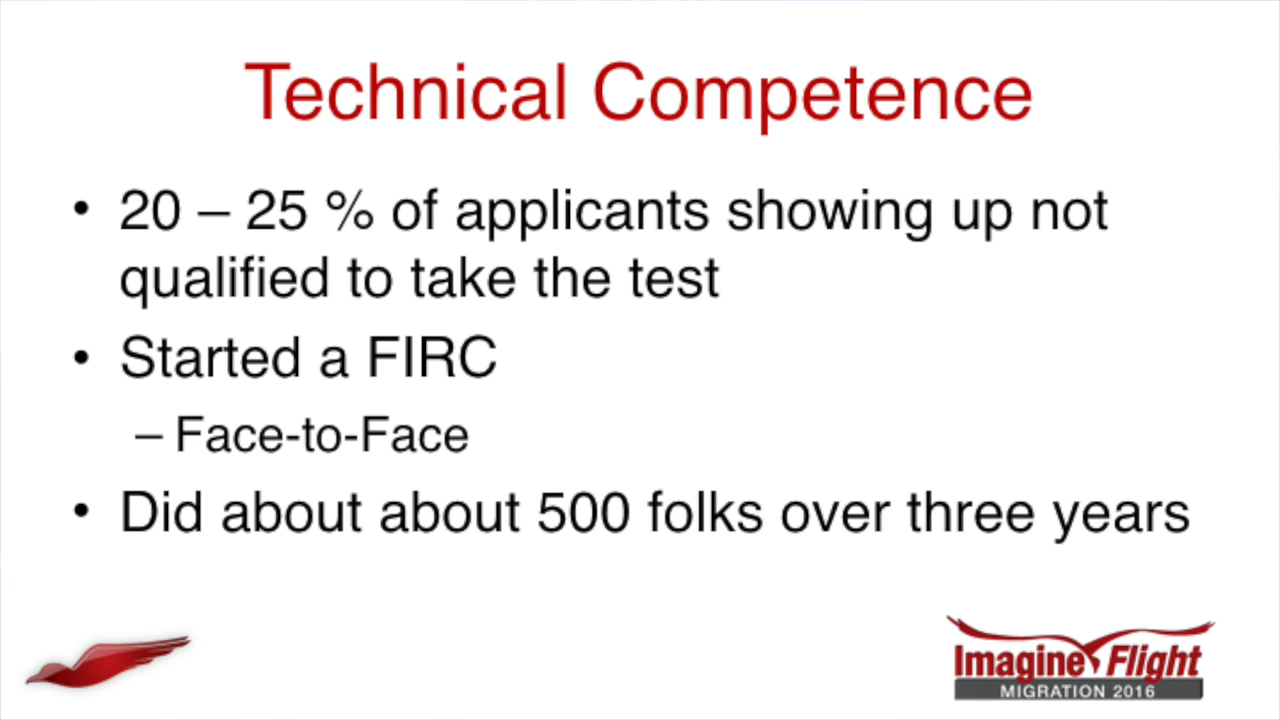 Technical Competence
• 20 – 25 % of applicants showing up not
qualified to take the test
• Started a FIRC
– Face-to-Face
• Did about about 500 folks over three years
Imagine Flight
MIGRATION 2016